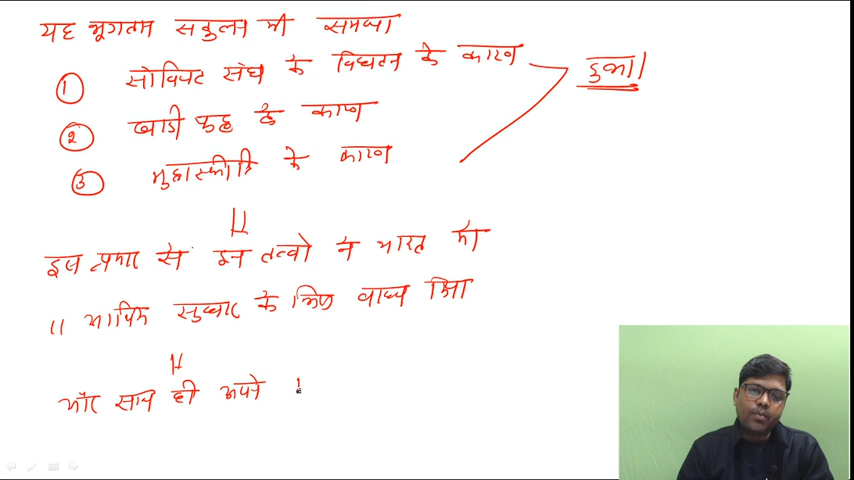 यह भुगतान संतुलन की समस्या
① सोवियट संघ के विघटन के कारण
हुआ।
② खाड़ी युद्ध के कारण
③ मुद्रास्फीति के कारण
इस प्रकार से इन तत्वों ने भारत को
आर्थिक सुधार के लिए बाध्य किया
और साथ ही अपने